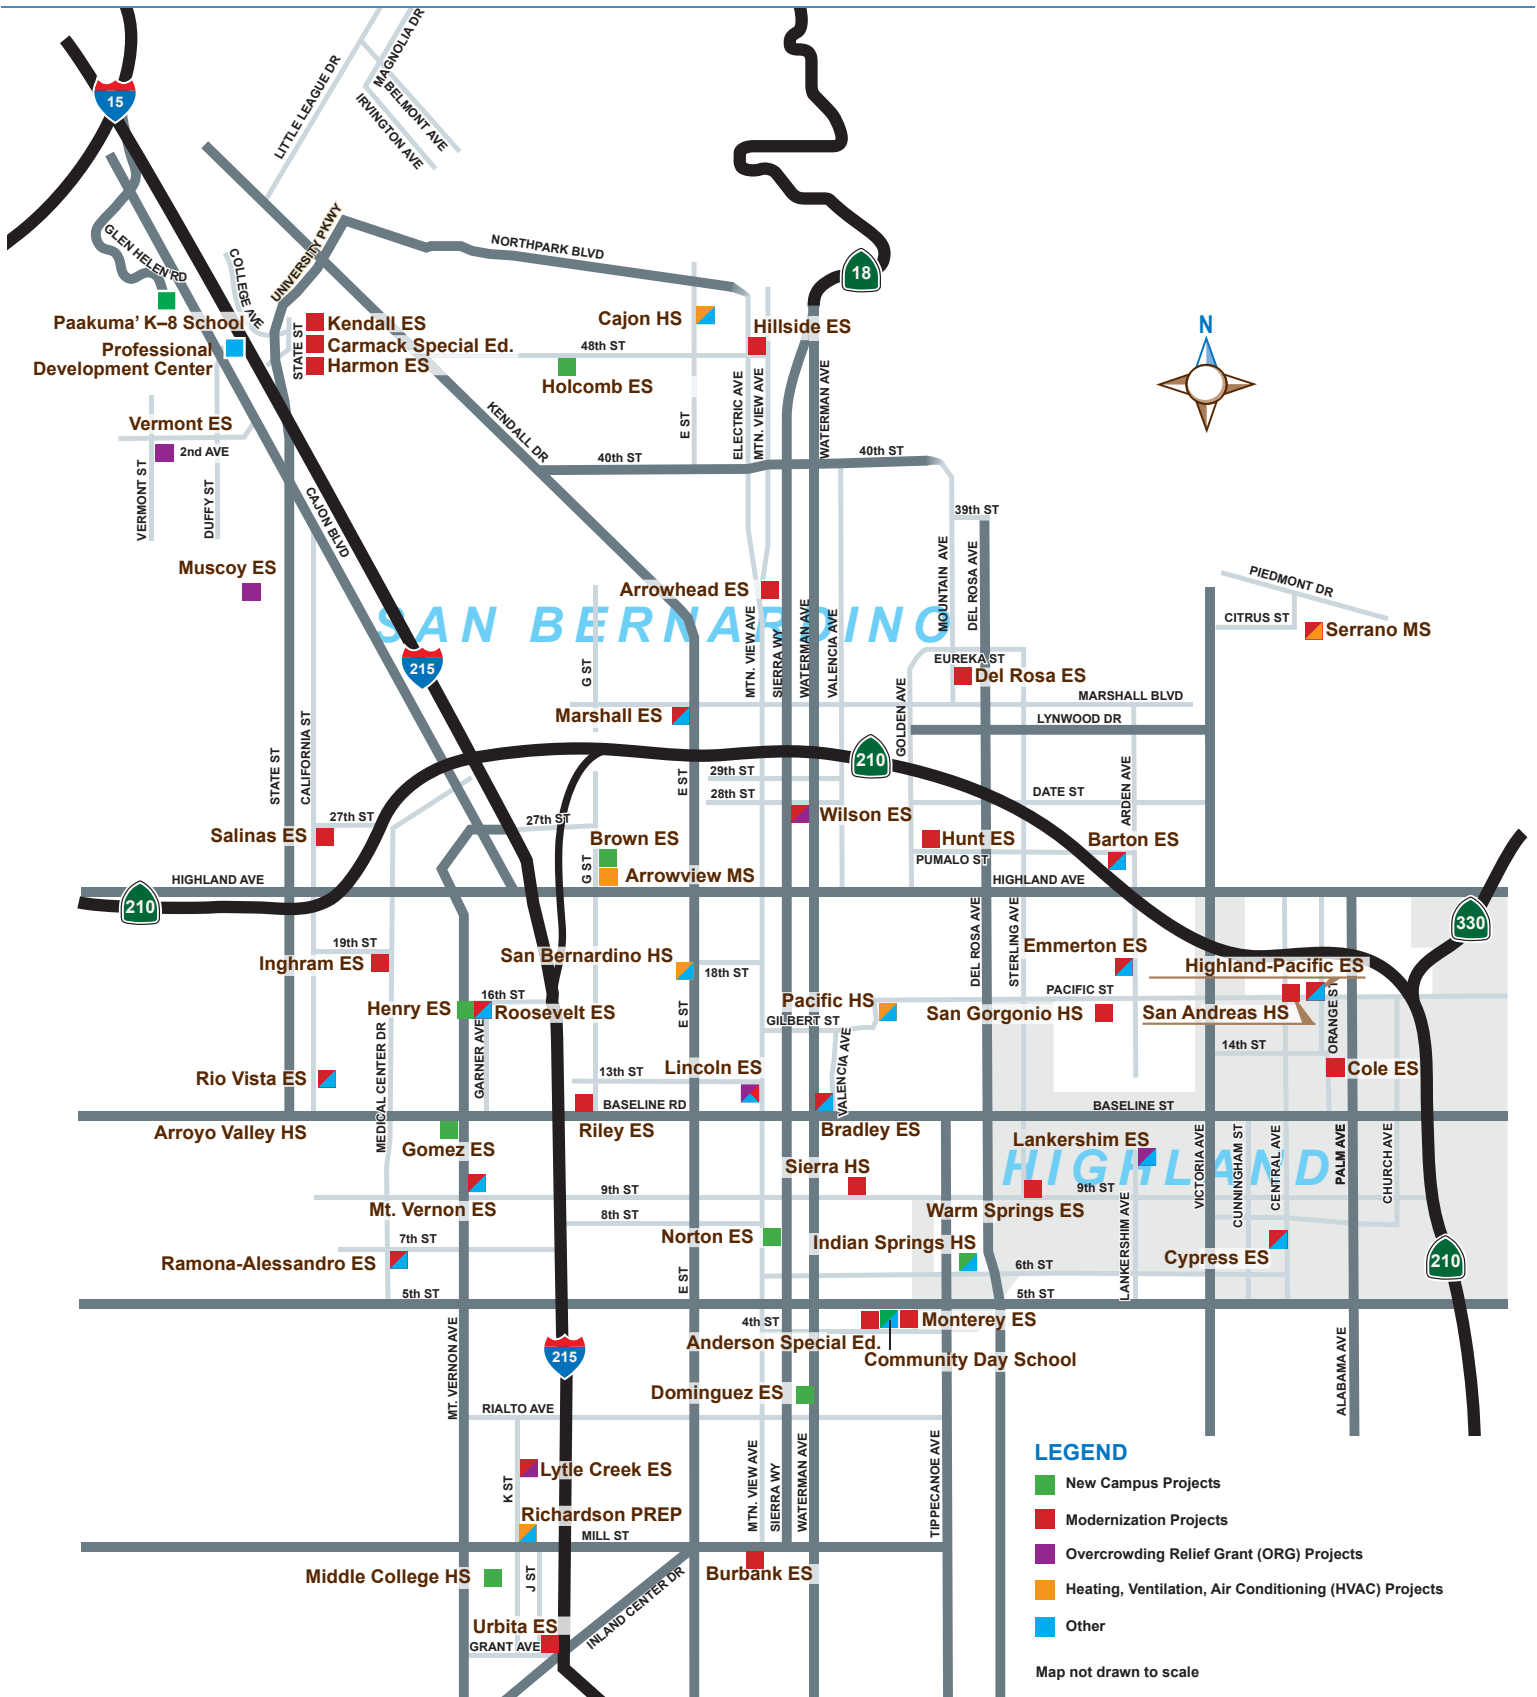 LITTLE LEAGUE DR
MAGNOLIA DR
BELMONT AVE
IRVINGTON AVE
15
GLEN HELEN RD
COLLEGE AVE
UNIVERSITY PKWY
NORTHPARK BLVD
18
N
Paakuma’ K–8 School
Professional
Development Center
STATE ST
Kendall ES
Carmack Special Ed.
Harmon ES
Cajon HS
Hillside ES
48th ST
Holcomb ES
Vermont ES
2nd AVE
VERMONT ST
DUFFY ST
CAJON BLVD
KENDALL DR
E ST
ELECTRIC AVE
MTN. VIEW AVE
WATERMAN AVE
40th ST
40th ST
39th ST
MOUNTAIN AVE
DEL ROSA AVE
Muscoy ES
Arrowhead ES
SAN BERNARDINO
PIEDMONT DR
CITRUS ST
Serrano MS
215
G ST
MTN. VIEW AVE
SIERRA WY
WATERMAN AVE
VALENCIA AVE
EUREKA ST
Del Rosa ES
MARSHALL BLVD
LYNWOOD DR
GOLDEN AVE
Marshall ES
STATE ST
CALIFORNIA ST
E ST
210
29th ST
28th ST
DATE ST
ARDEN AVE
27th ST
27th ST
Salinas ES
Wilson ES
Brown ES
Arrowview MS
G ST
Hunt ES
PUMALO ST
Barton ES
HIGHLAND AVE
HIGHLAND AVE
210
330
19th ST
Inghram ES
San Bernardino HS
18th ST
DEL ROSA AVE
STERLING AVE
Emmerton ES
Highland-Pacific ES
PACIFIC ST
Henry ES
16th ST
Roosevelt ES
E ST
Pacific HS
GILBERT ST
San Gorgonio HS
San Andreas HS
ORANGE ST
14th ST
Cole ES
MEDICAL CENTER DR
GARNER AVE
Rio Vista ES
13th ST
Lincoln ES
VALENCIA AVE
BASELINE RD
BASELINE ST
Arroyo Valley HS
Gomez ES
Riley ES
Bradley ES
Lankershim ES
HIGHLAND
VICTORIA AVE
CUNNINGHAM ST
CENTRAL AVE
PALM AVE
CHURCH AVE
Sierra HS
9th ST
9th ST
Mt. Vernon ES
Warm Springs ES
8th ST
7th ST
Norton ES
Indian Springs HS
LANKERSHIM AVE
Cypress ES
210
Ramona-Alessandro ES
6th ST
E ST
5th ST
5th ST
4th ST
Monterey ES
Anderson Special Ed.
Community Day School
215
MT. VERNON AVE
ALABAMA AVE
Dominguez ES
RIALTO AVE
K ST
Lytle Creek ES
MTN. VIEW AVE
SIERRA WY
WATERMAN AVE
TIPPECANOE AVE
Richardson PREP
MILL ST
Middle College HS
J ST
Burbank ES
INLAND CENTER DR
Urbita ES
GRANT AVE
LEGEND
New Campus Projects
Modernization Projects
Overcrowding Relief Grant (ORG) Projects
Heating, Ventilation, Air Conditioning (HVAC) Projects
Other
Map not drawn to scale